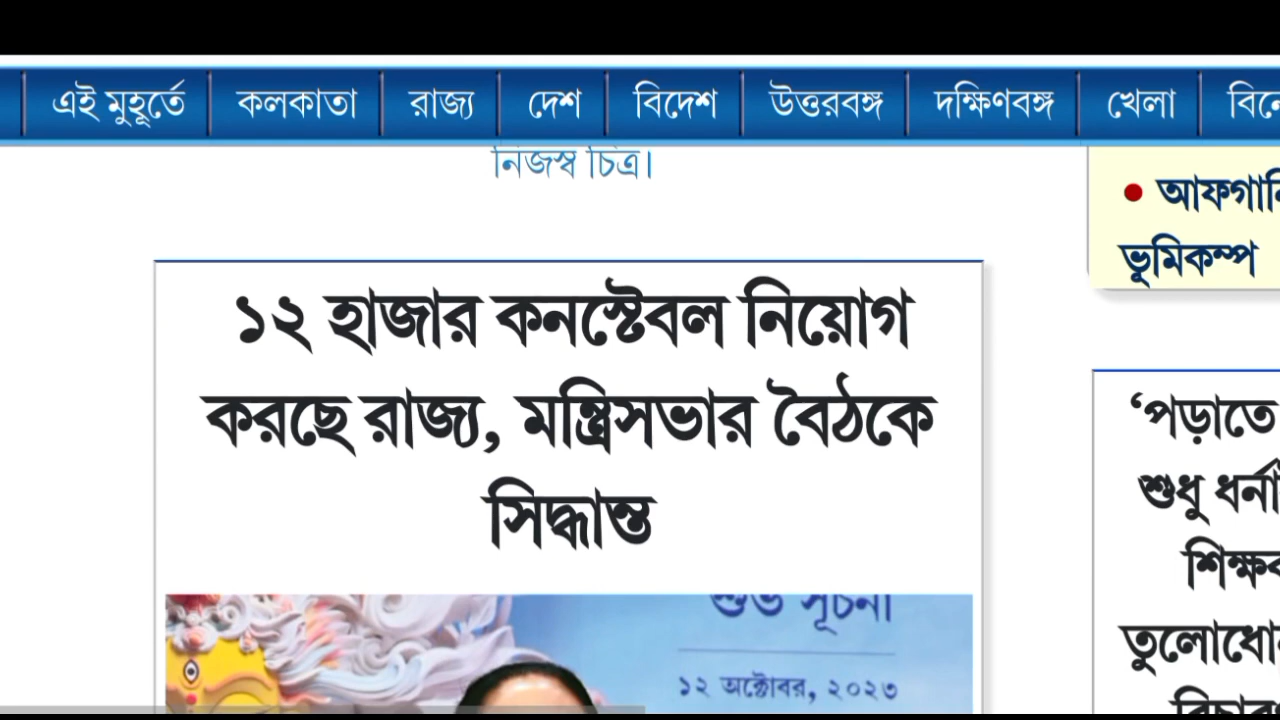 এই মুহূর্তে কলকাতা রাজ্য দেশ বিদেশ উত্তরবঙ্গ দক্ষিণবঙ্গ খেলা
নিজস্ব চিত্র।
১২ হাজার কনস্টেবল নিয়োগ
করছে রাজ্য, মন্ত্রিসভার বৈঠকে
সিদ্ধান্ত
শুভ সূচনা
১২ অক্টোবর, ২০২৩
ভূমিকম্প
‘পড়াতে
শুধু